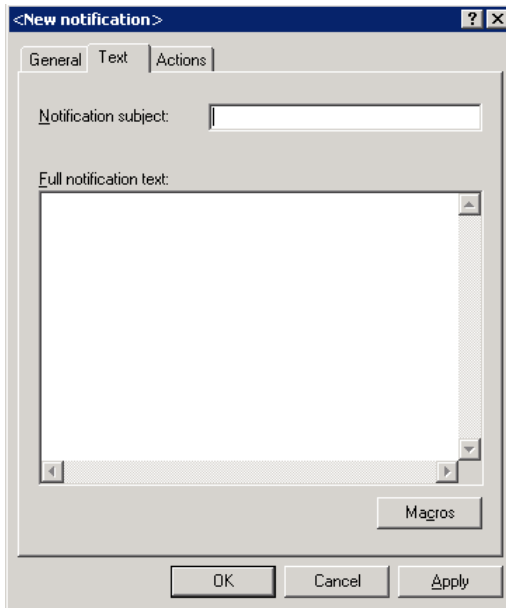 <New notification>
General Text Actions
Notification subject:
Full notification text:
Macros
OK Cancel Apply